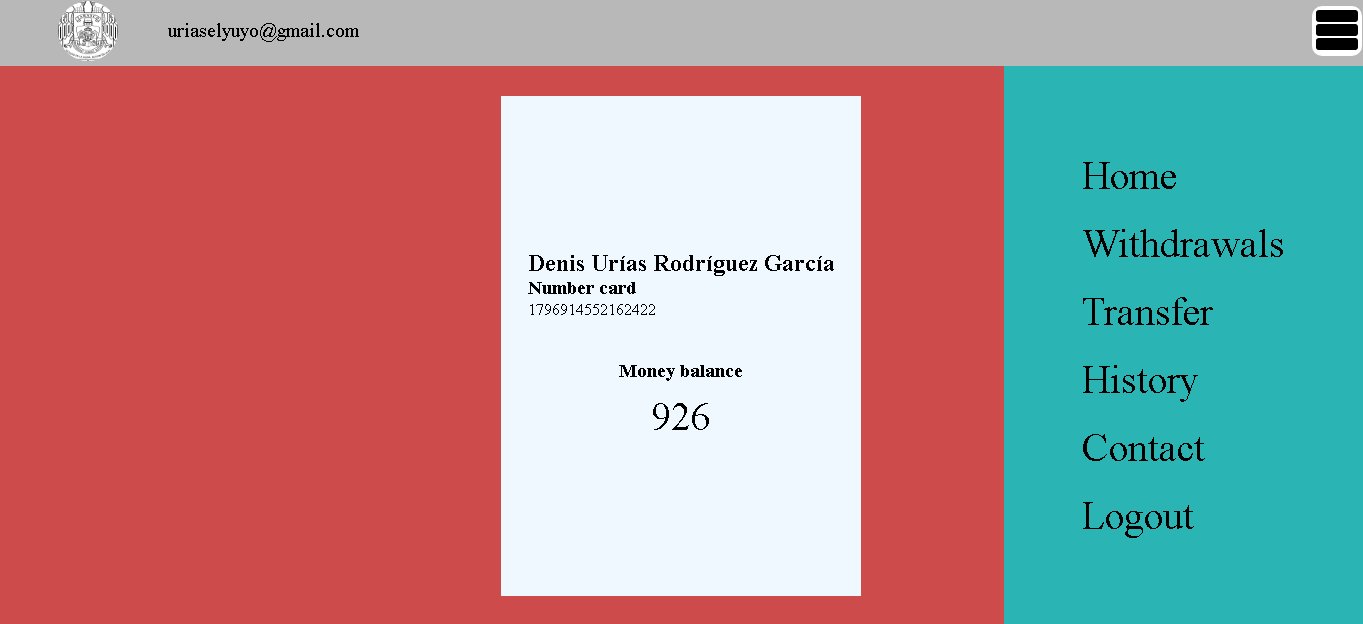 uriaselyuyo@gmail.com
Denis Urías Rodríguez García
Number card
1796914552162422
Money balance
926
Home
Withdrawals
Transfer
History
Contact
Logout